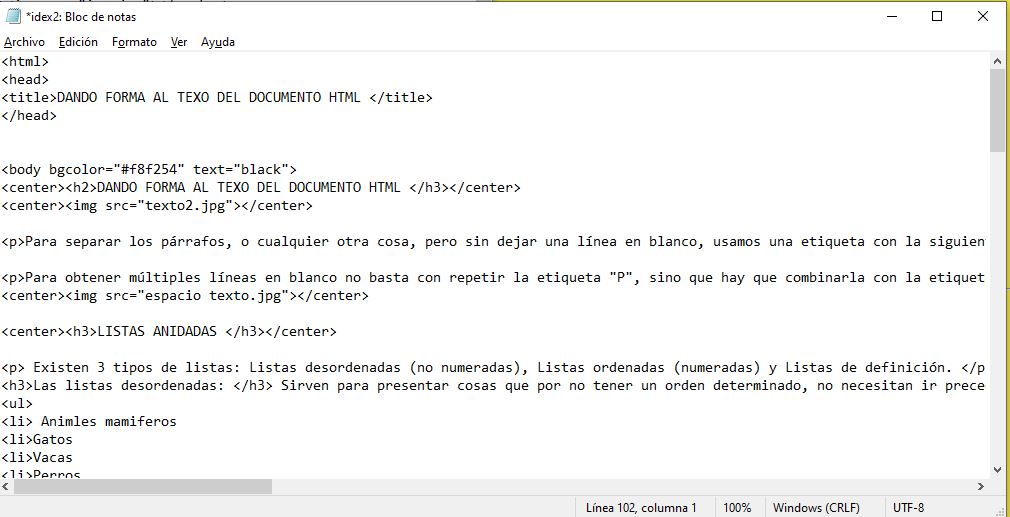 *idex2: Bloc de notas
Archivo Edición Formato Ver Ayuda
<html>
<head>
<title>DANDO FORMA AL TEXO DEL DOCUMENTO HTML </title>
</head>
<body bgcolor="#f8f254" text="black">
<center><h2>DANDO FORMA AL TEXO DEL DOCUMENTO HTML </h3></center>
<center><img src="texto2.jpg"></center>
<p>Para separar los párrafos, o cualquier otra cosa, pero sin dejar una línea en blanco, usamos una etiqueta con la siguien
<p>Para obtener múltiples líneas en blanco no basta con repetir la etiqueta "P", sino que hay que combinarla con la etiquet
<center><img src="espacio texto.jpg"></center>
<center><h3>LISTAS ANIDADAS </h3></center>
<p> Existen 3 tipos de listas: Listas desordenadas (no numeradas), Listas ordenadas (numeradas) y Listas de definición. </p
<h3>Las listas desordenadas: </h3> Sirven para presentar cosas que por no tener un orden determinado, no necesitan ir prece
<ul>
<li> Animles mamiferos
<li>Gatos
<li>Vacas
<li>Perros
Línea 102, columna 1 100% Windows (CRLF) UTF-8